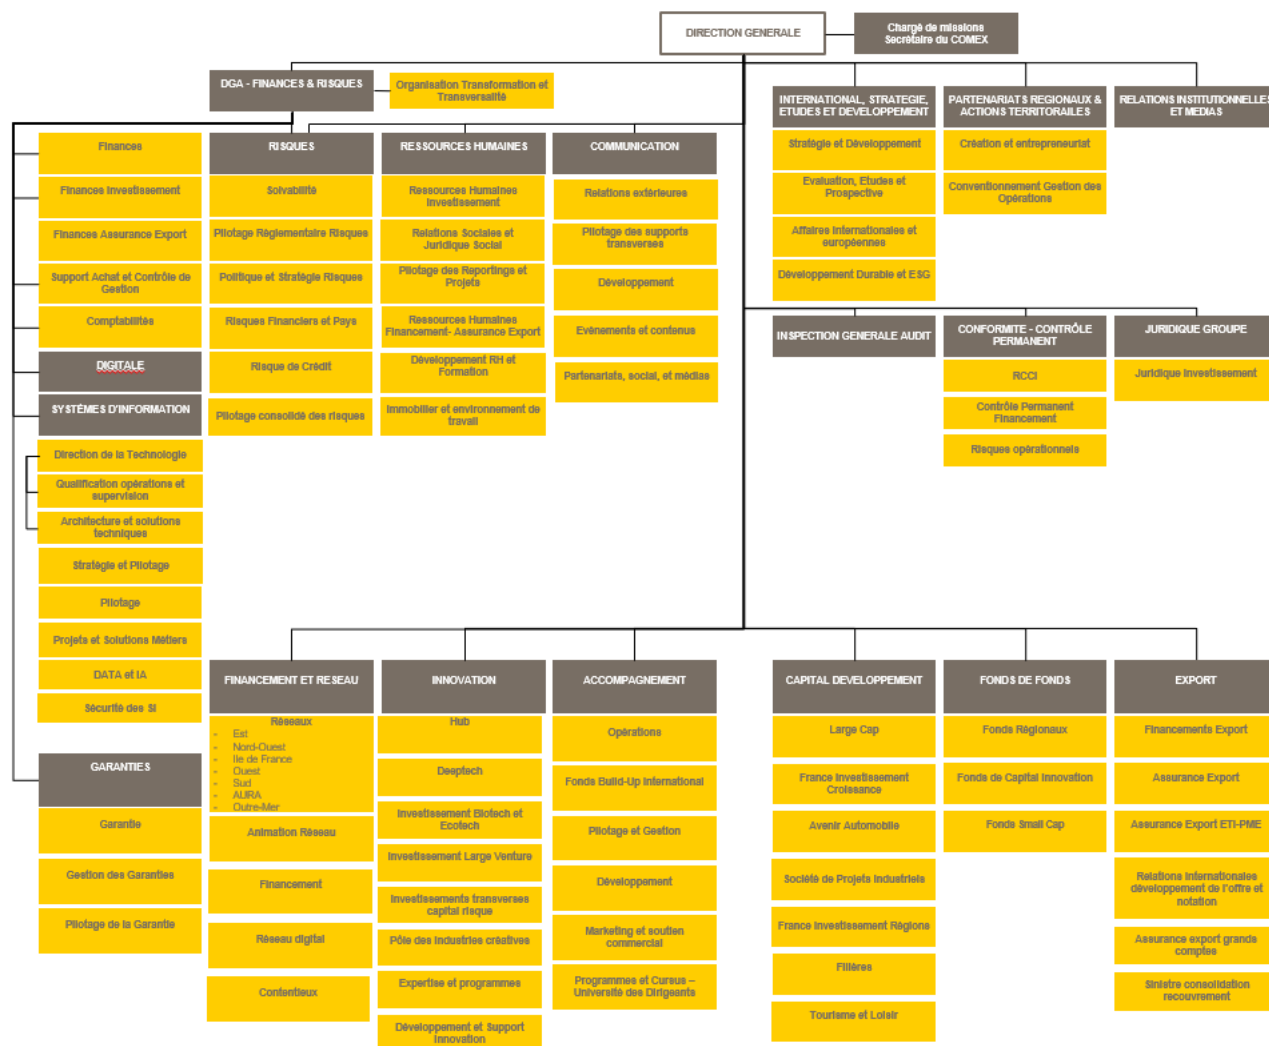 DIRECTION GENERALE
Chargé de missions
Secrétaire du COMEX
DGA - FINANCES & RISQUES
Organisation Transformation et
Transversalité
INTERNATIONAL, STRATEGIE,
ETUDES ET DEVELOPPEMENT
Stratégie et Développement
Evaluation, Etudes et
Prospective
Affaires Internationales et
européennes
Développement Durable et ESG
PARTENARIATS REGIONAUX &
ACTIONS TERRITORAILES
Création et entrepreneuriat
Conventionnement Gestion des
Opérations
RELATIONS INSTITUTIONNELLES
ET MEDIAS
Finances
Finances Investissement
Finances Assurance Export
Support Achat et Contrôle de
Gestion
Comptabilités
DIGITALE
SYSTÈMES D'INFORMATION
Direction de la Technologie
Qualification opérations et
supervision
Architecture et solutions
techniques
Stratégie et Pilotage
Pilotage
Projets et Solutions Métiers
DATA et IA
Sécurité des SI
GARANTIES
Garantie
Gestion des Garanties
Pilotage de la Garantie
RISQUES
Solvabilité
Pilotage Règlementaire Risques
Politique et Stratégie Risques
Risques Financiers et Pays
Risque de Crédit
Pilotage consolidé des risques
RESSOURCES HUMAINES
Ressources Humaines
Investissement
Relations Sociales et
Juridique Social
Pilotage des Reportings et
Projets
Ressources Humaines
Financement- Assurance Export
Développement RH et
Formation
Immobilier et environnement de
travail
COMMUNICATION
Relations extérieures
Pilotage des supports
transverses
Développement
Evènements et contenus
Partenariats, social, et médias
INSPECTION GENERALE AUDIT
CONFORMITE - CONTRÔLE
PERMANENT
RCCI
Contrôle Permanent
Financement
Risques opérationnels
JURIDIQUE GROUPE
Juridique Investissement
FINANCEMENT ET RESEAU
Réseaux
- Est
- Nord-Ouest
- Ile de France
- Ouest
- Sud
- AURA
- Outre-Mer
Animation Réseau
Financement
Réseau digital
Contentieux
INNOVATION
Hub
Deeptech
Investissement Biotech et
Ecotech
Investissement Large Venture
Investissements transverses
capital risque
Pôle des industries créatives
Expertise et programmes
Développement et Support
Innovation
ACCOMPAGNEMENT
Opérations
Fonds Build-Up International
Pilotage et Gestion
Développement
Marketing et soutien
commercial
Programmes et Cursus –
Université des Dirigeants
CAPITAL DEVELOPPEMENT
Large Cap
France Investissement
Croissance
Avenir Automobile
Société de Projets Industriels
France Investissement Régions
Filières
Tourisme et Loisir
FONDS DE FONDS
Fonds Régionaux
Fonds de Capital Innovation
Fonds Small Cap
EXPORT
Financements Export
Assurance Export
Assurance Export ETI-PME
Relations Internationales
développement de l'offre et
notation
Assurance export grands
comptes
Sinistre consolidation
recouvrement